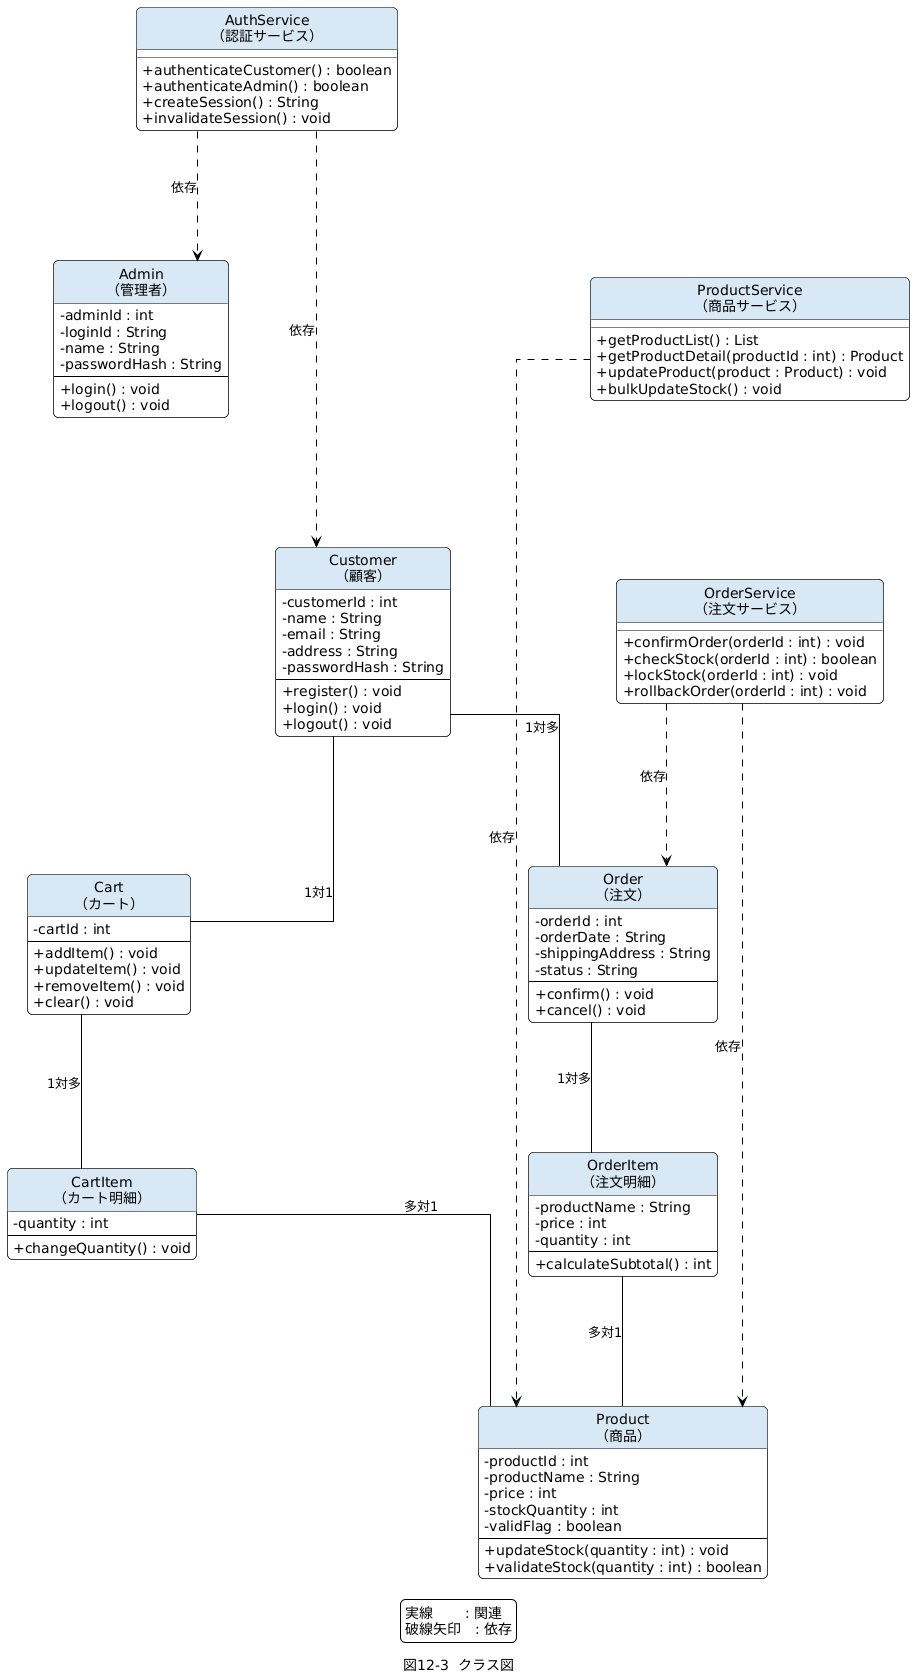 AuthService
（認証サービス）
+authenticateCustomer() : boolean
+authenticateAdmin() : boolean
+createSession() : String
+invalidateSession() : void
依存
依存
Admin
（管理者）
-adminId : int
-loginId : String
-name : String
-passwordHash : String
+login() : void
+logout() : void
ProductService
（商品サービス）
+getProductList() : List
+getProductDetail(productId : int) : Product
+updateProduct(product : Product) : void
+bulkUpdateStock() : void
Customer
（顧客）
-customerId : int
-name : String
-email : String
-address : String
-passwordHash : String
+register() : void
+login() : void
+logout() : void
OrderService
（注文サービス）
+confirmOrder(orderId : int) : void
+checkStock(orderId : int) : boolean
+lockStock(orderId : int) : void
+rollbackOrder(orderId : int) : void
1対多
依存
依存
1対1
Cart
（カート）
-cartId : int
+addItem() : void
+updateItem() : void
+removeItem() : void
+clear() : void
Order
（注文）
-orderId : int
-orderDate : String
-shippingAddress : String
-status : String
+confirm() : void
+cancel() : void
依存
1対多
1対多
CartItem
（カート明細）
-quantity : int
+changeQuantity() : void
多対1
OrderItem
（注文明細）
-productName : String
-price : int
-quantity : int
+calculateSubtotal() : int
多対1
Product
（商品）
-productId : int
-productName : String
-price : int
-stockQuantity : int
-validFlag : boolean
+updateStock(quantity : int) : void
+validateStock(quantity : int) : boolean
実線 : 関連
破線矢印 : 依存
図12-3 クラス図